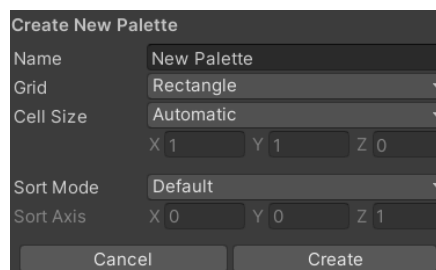 Create New Palette
Name New Palette
Grid Rectangle
Cell Size Automatic
X 1 Y 1 Z 0
Sort Mode Default
Sort Axis X 0 Y 0 Z 1
Cancel Create